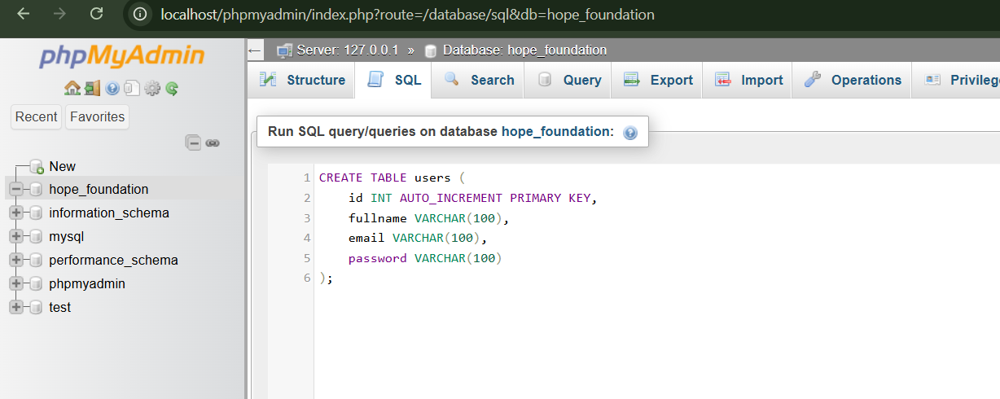 localhost/phpmyadmin/index.php?route=/database/sql&db=hope_foundation
phpMyAdmin
Recent Favorites
New
hope_foundation
information_schema
mysql
performance_schema
phpmyadmin
test
Server: 127.0.0.1 » Database: hope_foundation
Structure SQL Search Query Export Import Operations Privileg
Run SQL query/queries on database hope_foundation:
1 CREATE TABLE users (
2 id INT AUTO_INCREMENT PRIMARY KEY,
3 fullname VARCHAR(100),
4 email VARCHAR(100),
5 password VARCHAR(100)
6 );